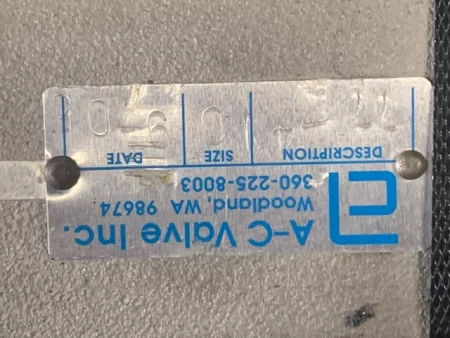 A-C Valve Inc.
Woodland, WA 98674
360-225-8003
DESCRIPTION SIZE DATE